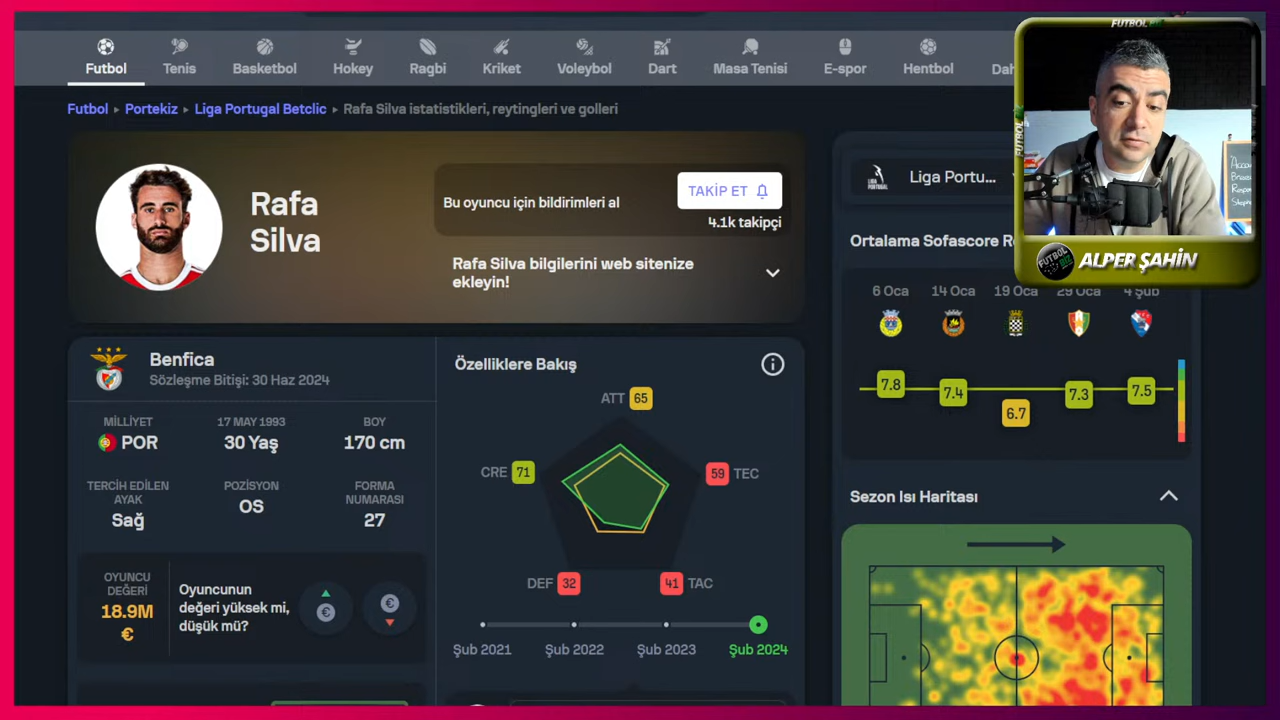 FUTBOL
Futbol
Tenis
Basketbol
Hokey
Ragbi
Kriket
Voleybol
Dart
Masa Tenisi
E-spor
Hentbol
Futbol ▸ Portekiz ▸ Liga Portugal Betclic ▸ Rafa Silva istatistikleri, reytingleri ve golleri
Rafa
Silva
Bu oyuncu için bildirimleri al
TAKİP ET
4.1k takipçi
Rafa Silva bilgilerini web sitenize
ekleyin!
Liga Portu...
Ortalama Sofascore
FUTBOL BIZ
ALPER ŞAHİN
6 Oca
14 Oca
19 Oca
29 Oca
4 Şub
7.8
7.4
6.7
7.3
7.5
Benfica
Sözleşme Bitişi: 30 Haz 2024
MİLLİYET
POR
17 MAY 1993
30 Yaş
BOY
170 cm
TERCİH EDİLEN
AYAK
Sağ
POZİSYON
OS
FORMA
NUMARASI
27
OYUNCU
DEĞERİ
18.9M
€
Oyuncunun
değeri yüksek mi,
düşük mü?
Özelliklere Bakış
ATT 65
CRE 71
59 TEC
DEF 32
41 TAC
Şub 2021
Şub 2022
Şub 2023
Şub 2024
Sezon Isı Haritası